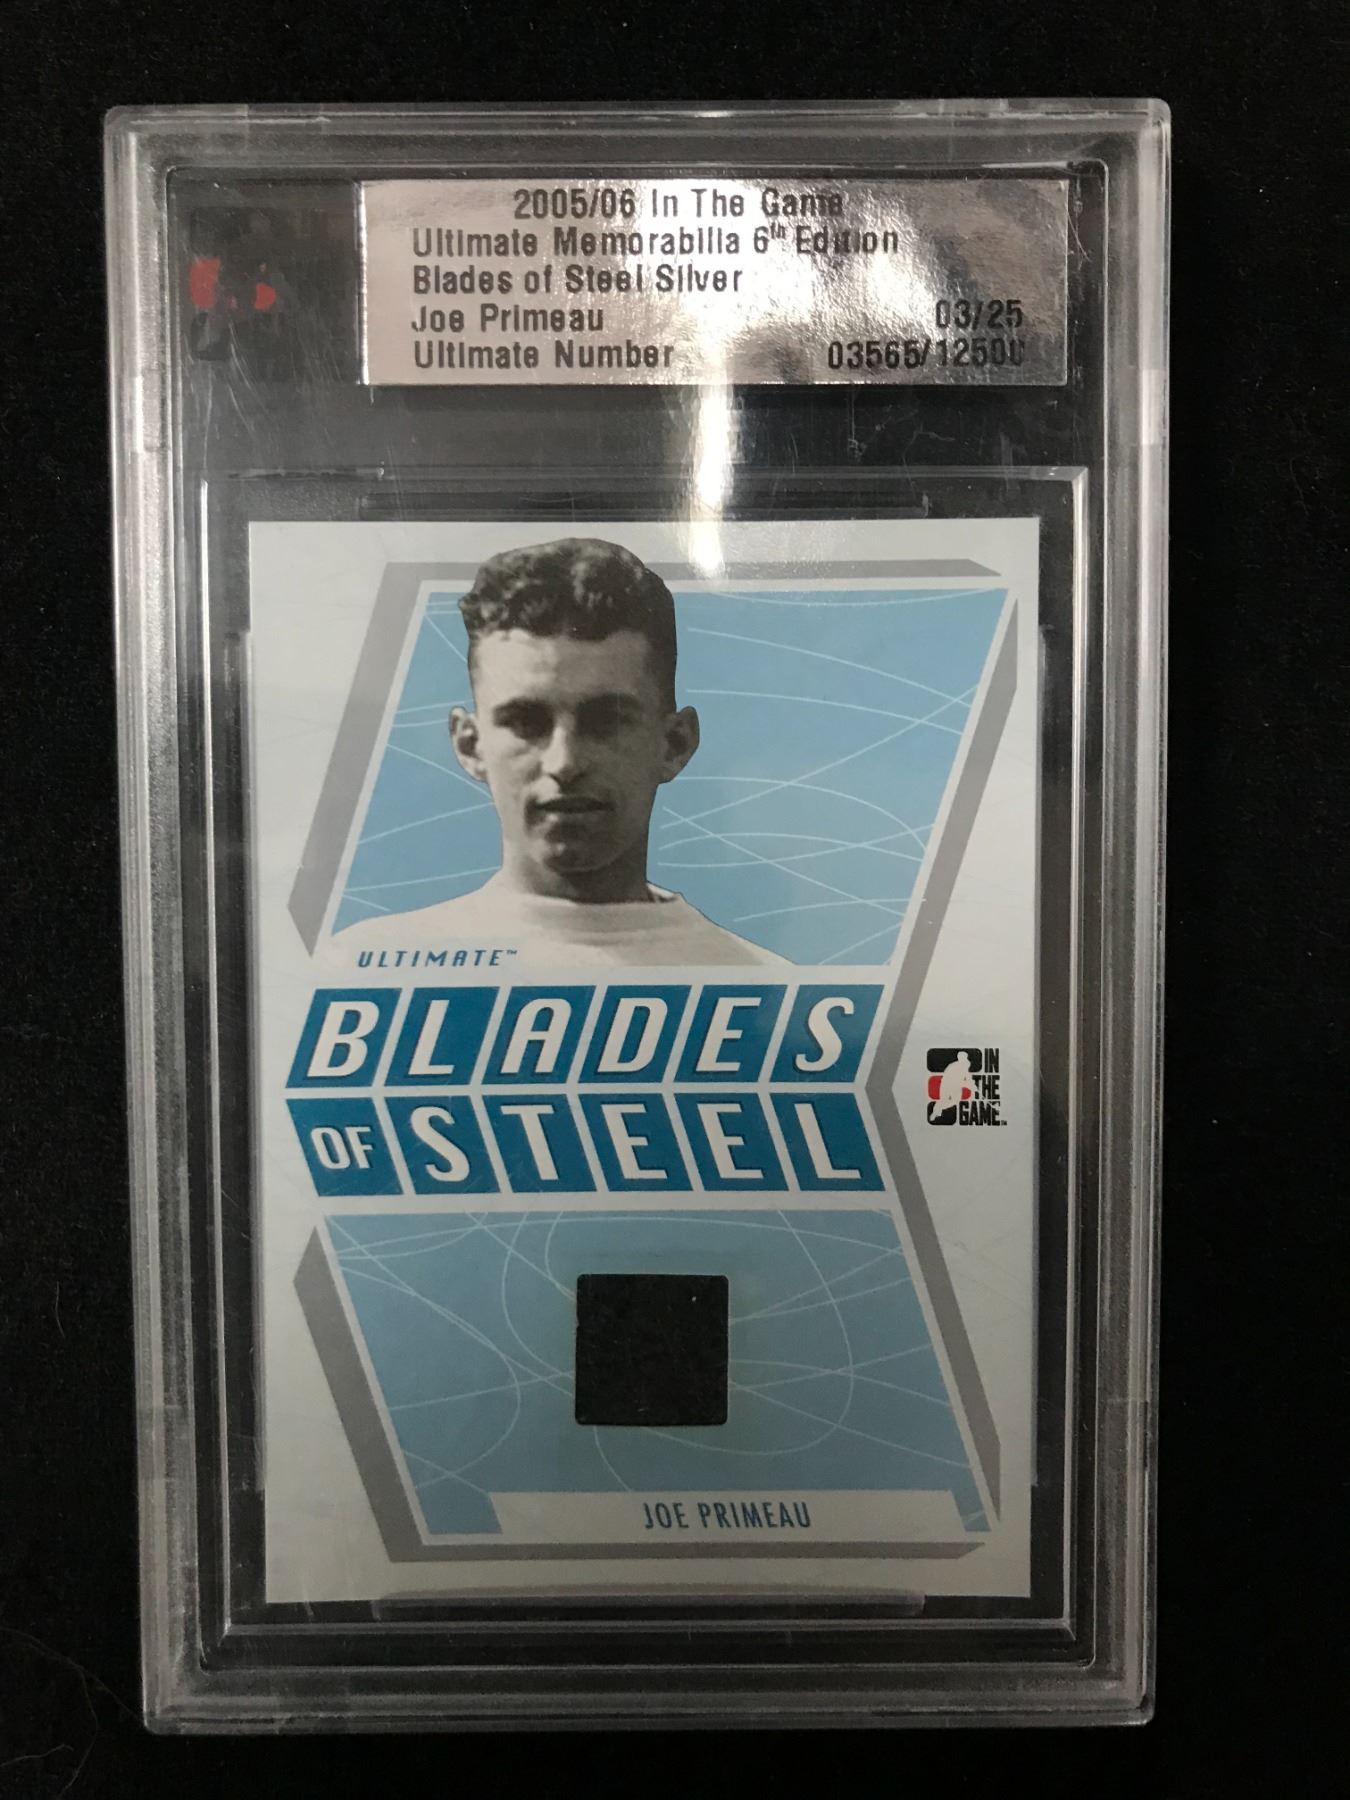 2005/06 In The Game
Ultimate Memorabilia 6th Edition
Blades of Steel Silver
Joe Primeau 03/25
Ultimate Number 03565/12500
ULTIMATE™
BLADES
OF STEEL
IN
THE
GAME™
JOE PRIMEAU